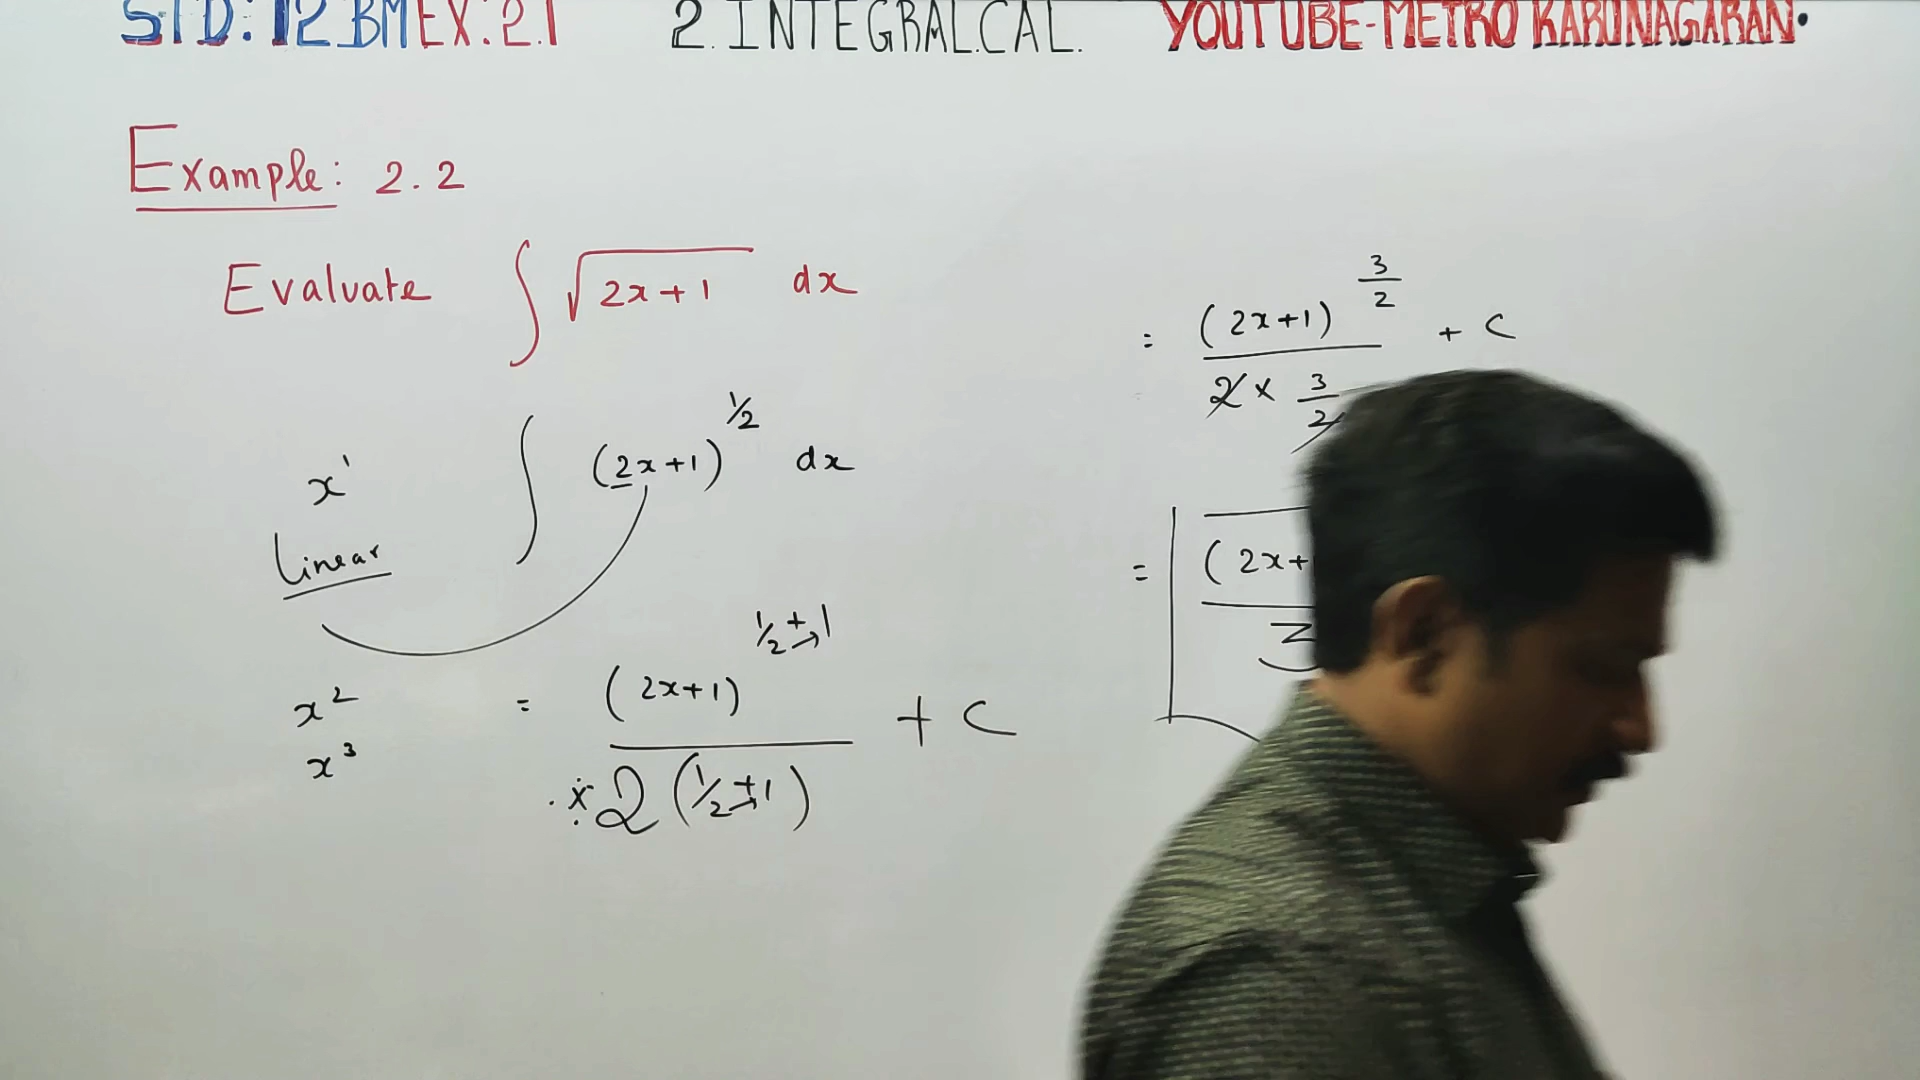 STD: 12 BM EX: 2.1 2. INTEGRAL CAL. YOUTUBE-METRO KARUNAGARAN.
Example: 2.2
Evaluate ∫ √(2x+1) dx
x¹ ∫ (2x+1)^(1/2) dx
Linear
x²
x³
= (2x+1)^(1/2+1) / 2(1/2+1) + C
= (2x+1)^(3/2) / 2 × 3/2 + C
= (2x+
3